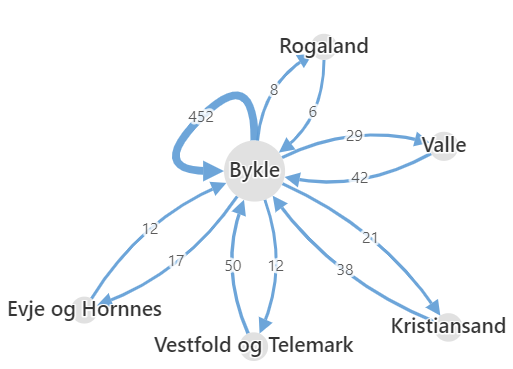 Rogaland
8
452
6
29
Valle
Bykle
42
12
21
17
50
12
38
Evje og Hornnes
Kristiansand
Vestfold og Telemark